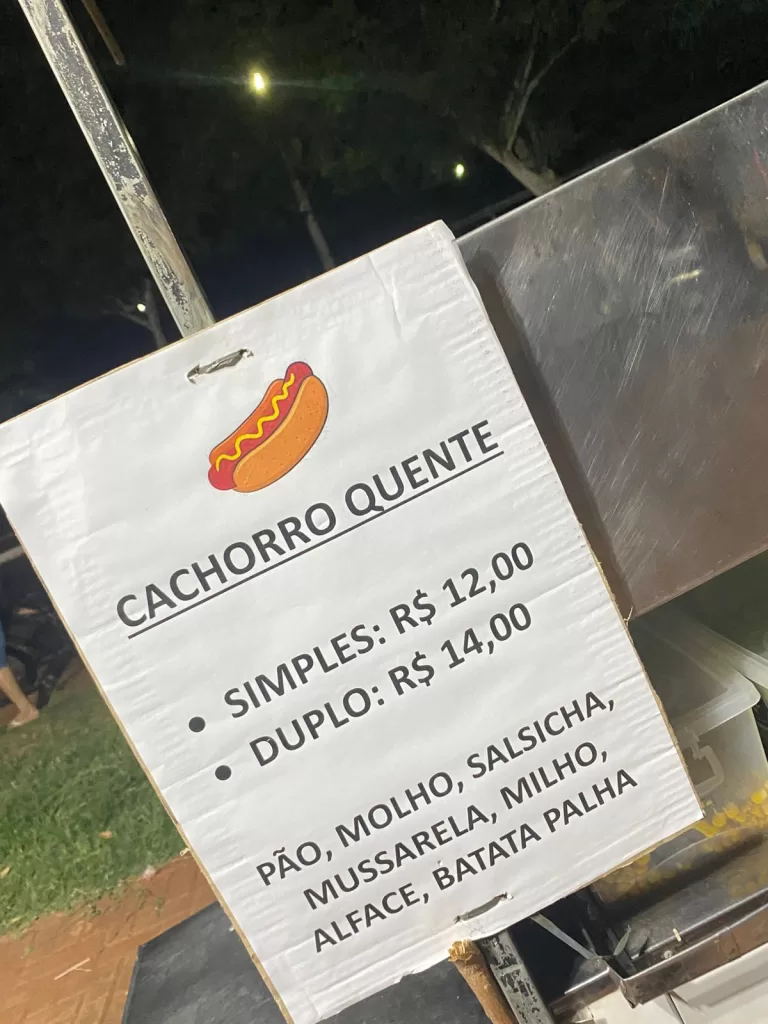 CACHORRO QUENTE
• SIMPLES: R$ 12,00
• DUPLO: R$ 14,00
PÃO, MOLHO, SALSICHA,
MUSSARELA, MILHO,
ALFACE, BATATA PALHA